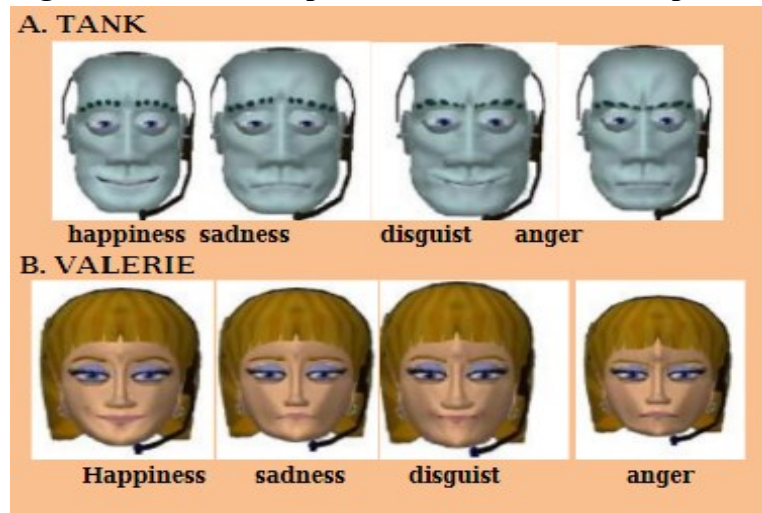 A. TANK
happiness sadness disguist anger
B. VALERIE
Happiness sadness disguist anger